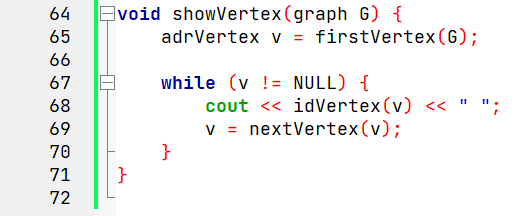 64 void showVertex(graph G) {
65     adrVertex v = firstVertex(G);
66
67     while (v != NULL) {
68         cout << idVertex(v) << " ";
69         v = nextVertex(v);
70     }
71 }
72